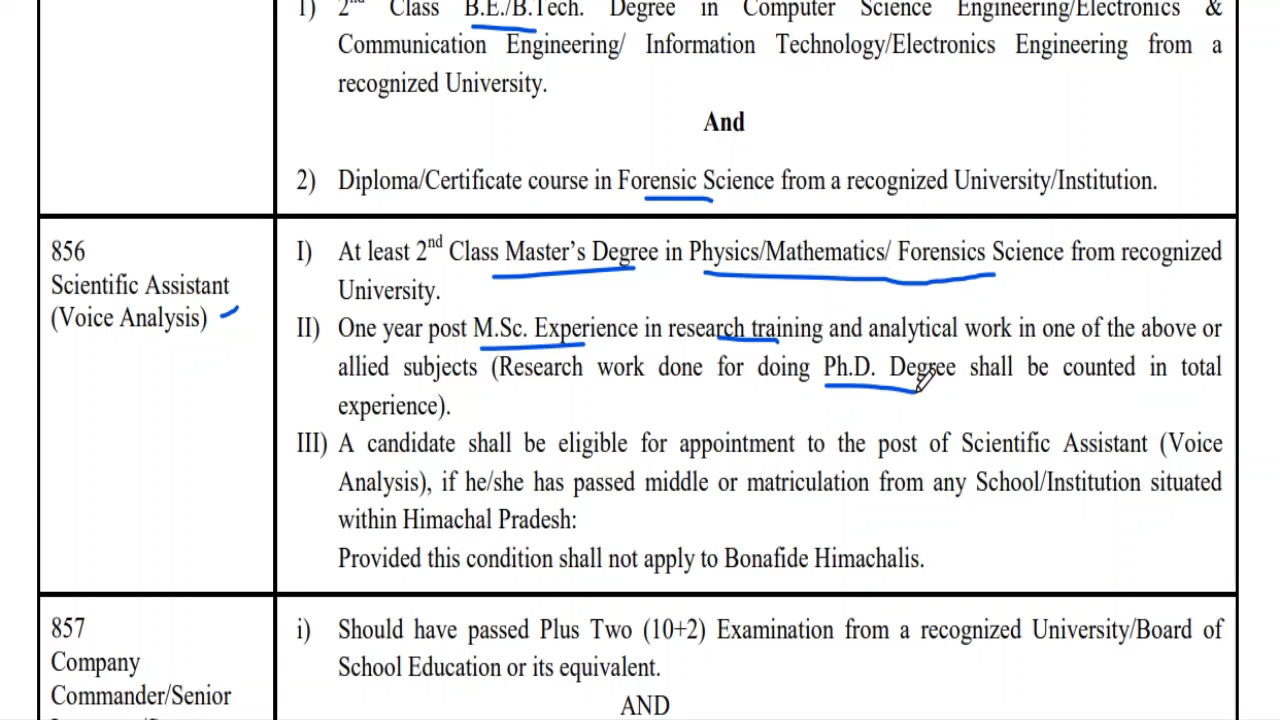 1) 2nd Class B.E./B.Tech. Degree in Computer Science Engineering/Electronics &
Communication Engineering/ Information Technology/Electronics Engineering from a
recognized University.
And
2) Diploma/Certificate course in Forensic Science from a recognized University/Institution.
856
Scientific Assistant
(Voice Analysis)
I) At least 2nd Class Master's Degree in Physics/Mathematics/ Forensics Science from recognized
University.
II) One year post M.Sc. Experience in research training and analytical work in one of the above or
allied subjects (Research work done for doing Ph.D. Degree shall be counted in total
experience).
III) A candidate shall be eligible for appointment to the post of Scientific Assistant (Voice
Analysis), if he/she has passed middle or matriculation from any School/Institution situated
within Himachal Pradesh:
Provided this condition shall not apply to Bonafide Himachalis.
857
Company
Commander/Senior
i) Should have passed Plus Two (10+2) Examination from a recognized University/Board of
School Education or its equivalent.
AND